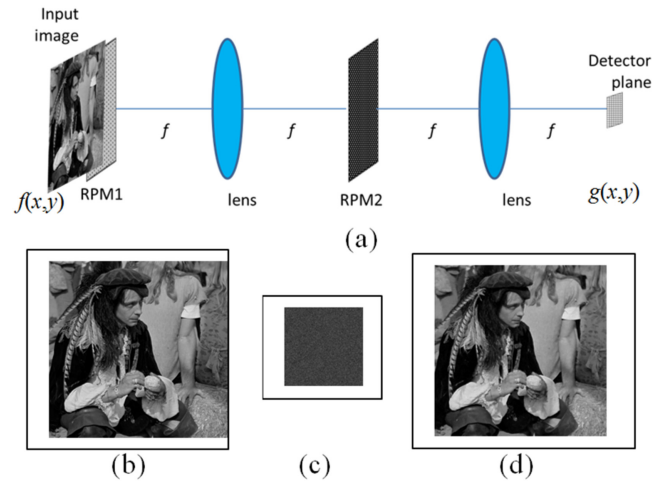 Input
image
Detector
plane
f
f
f
f
f(x,y)
RPM1
lens
RPM2
lens
g(x,y)
(a)
(b)
(c)
(d)